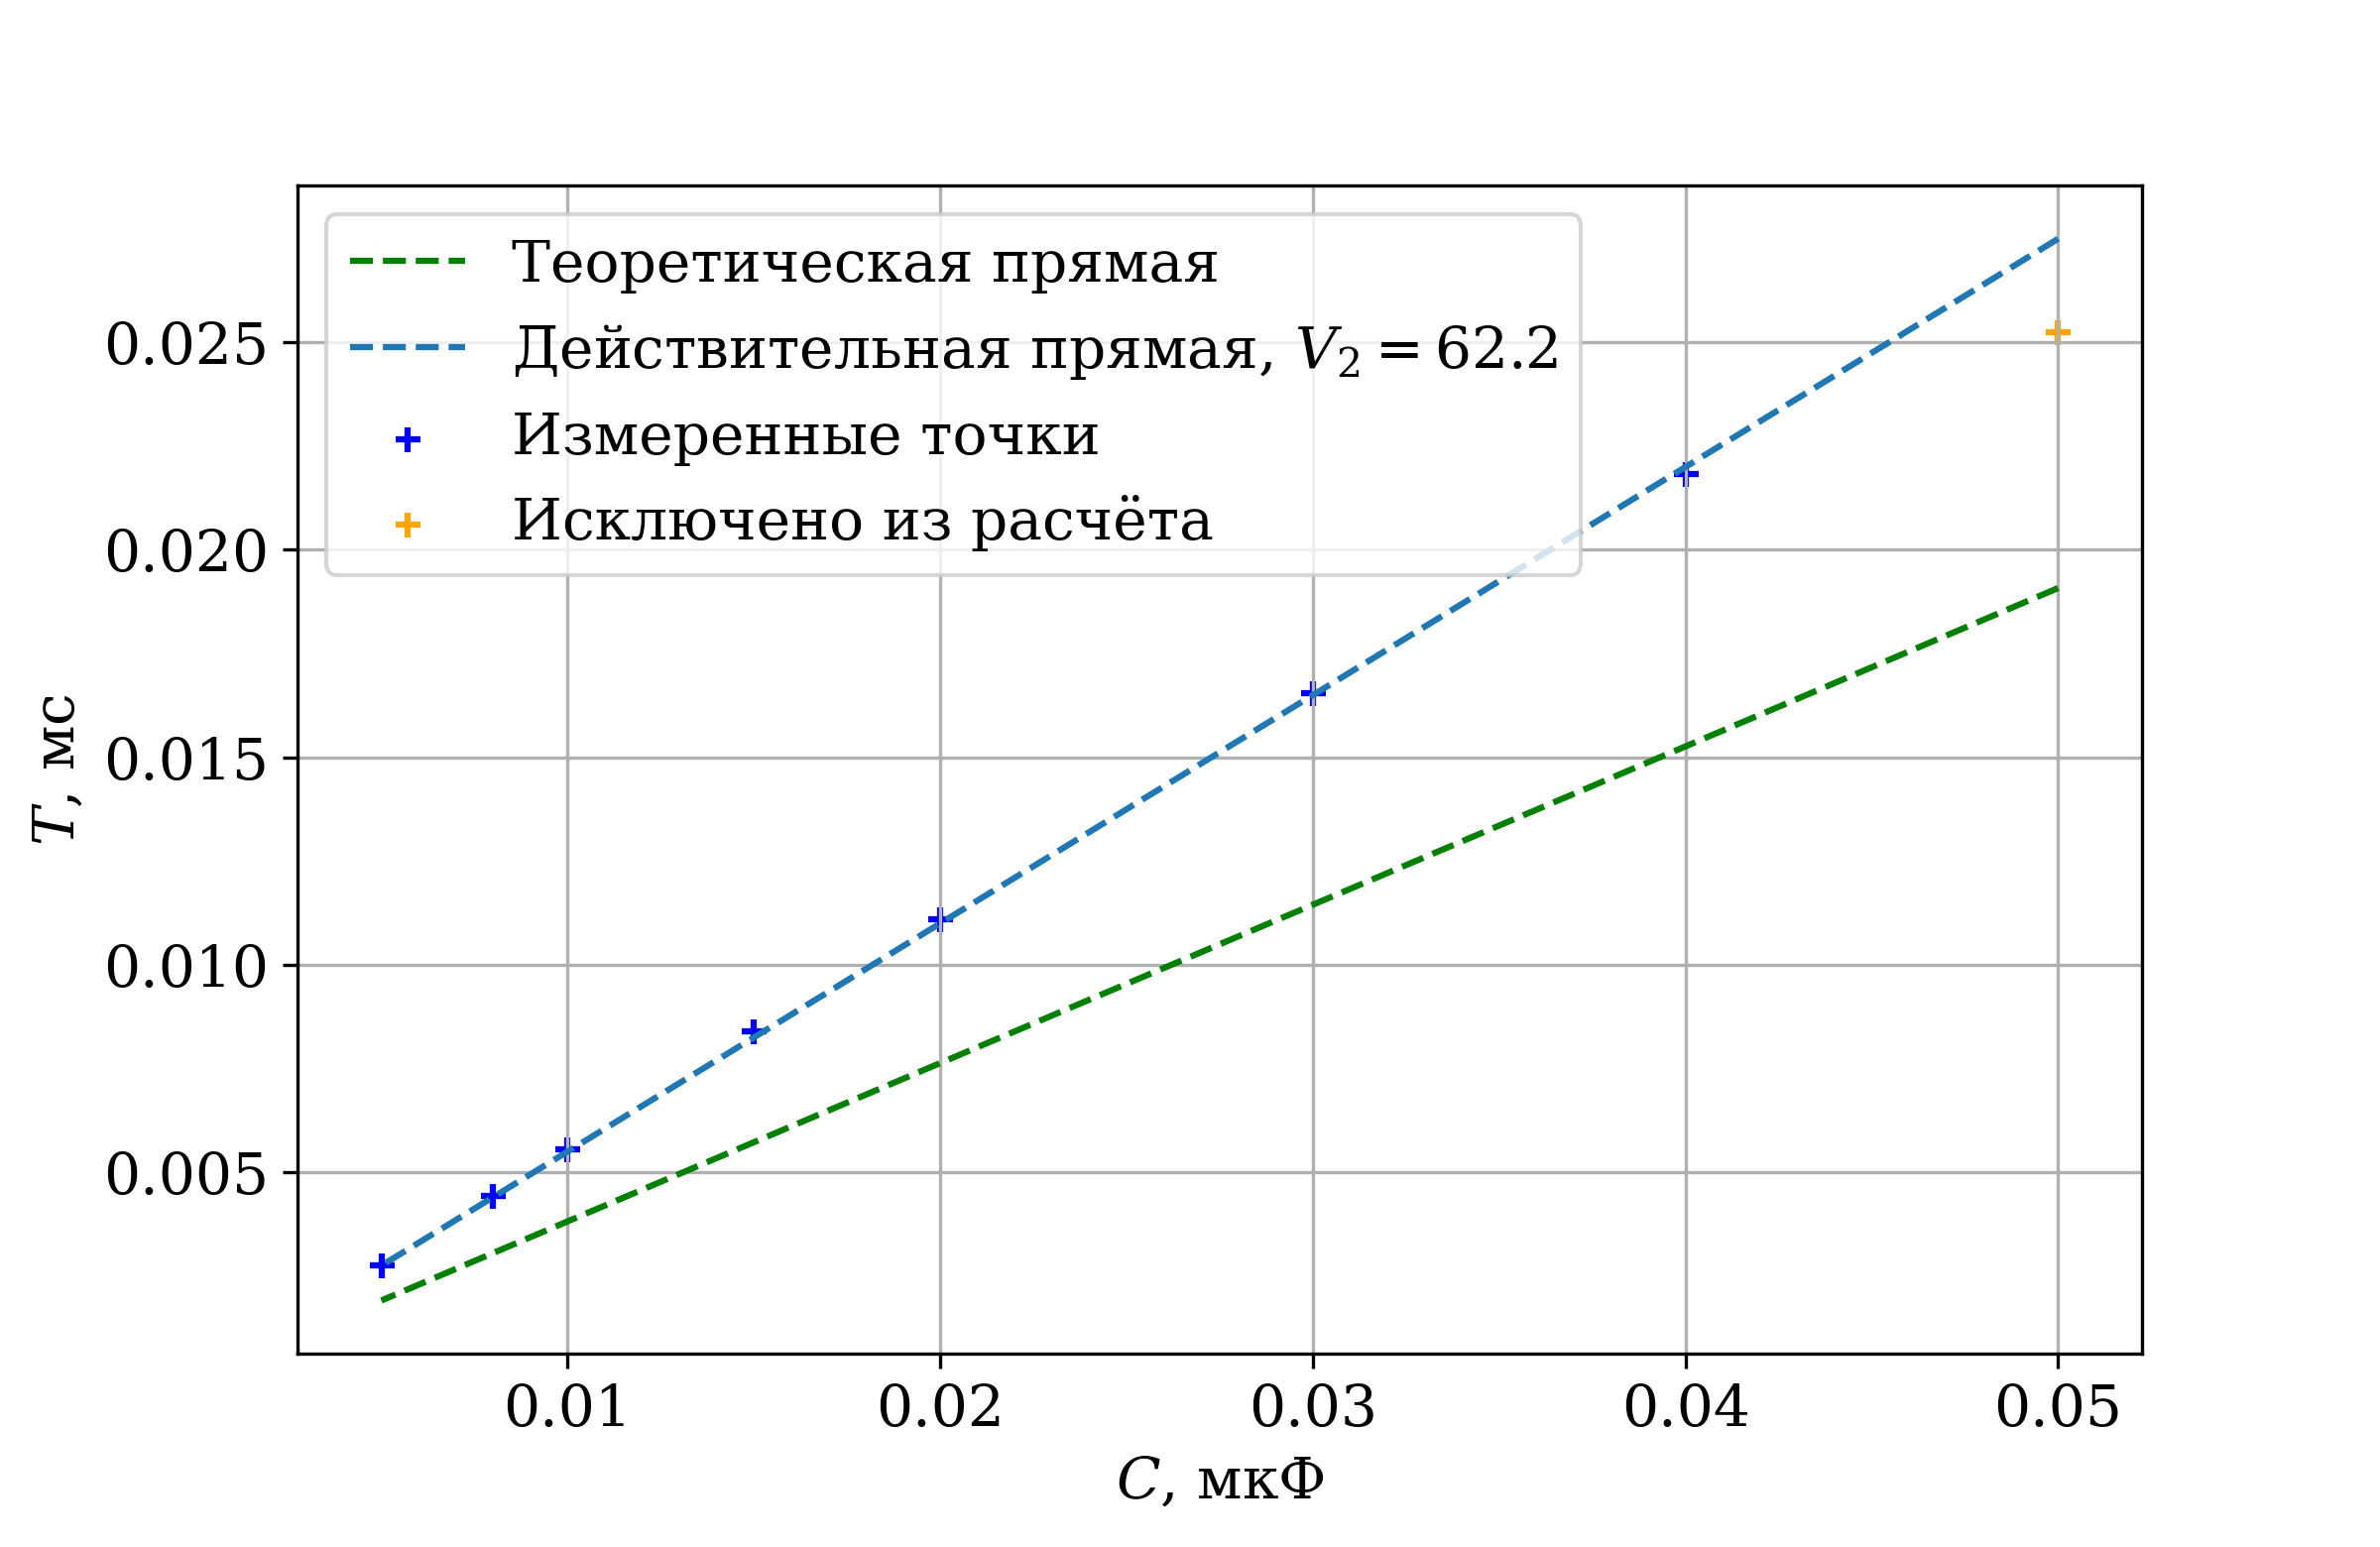 Теоретическая прямая
Действительная прямая, V₂ = 62.2
Измеренные точки
Исключено из расчёта
0.025
0.020
0.015
0.010
0.005
T, мс
0.01 0.02 0.03 0.04 0.05
C, мкФ